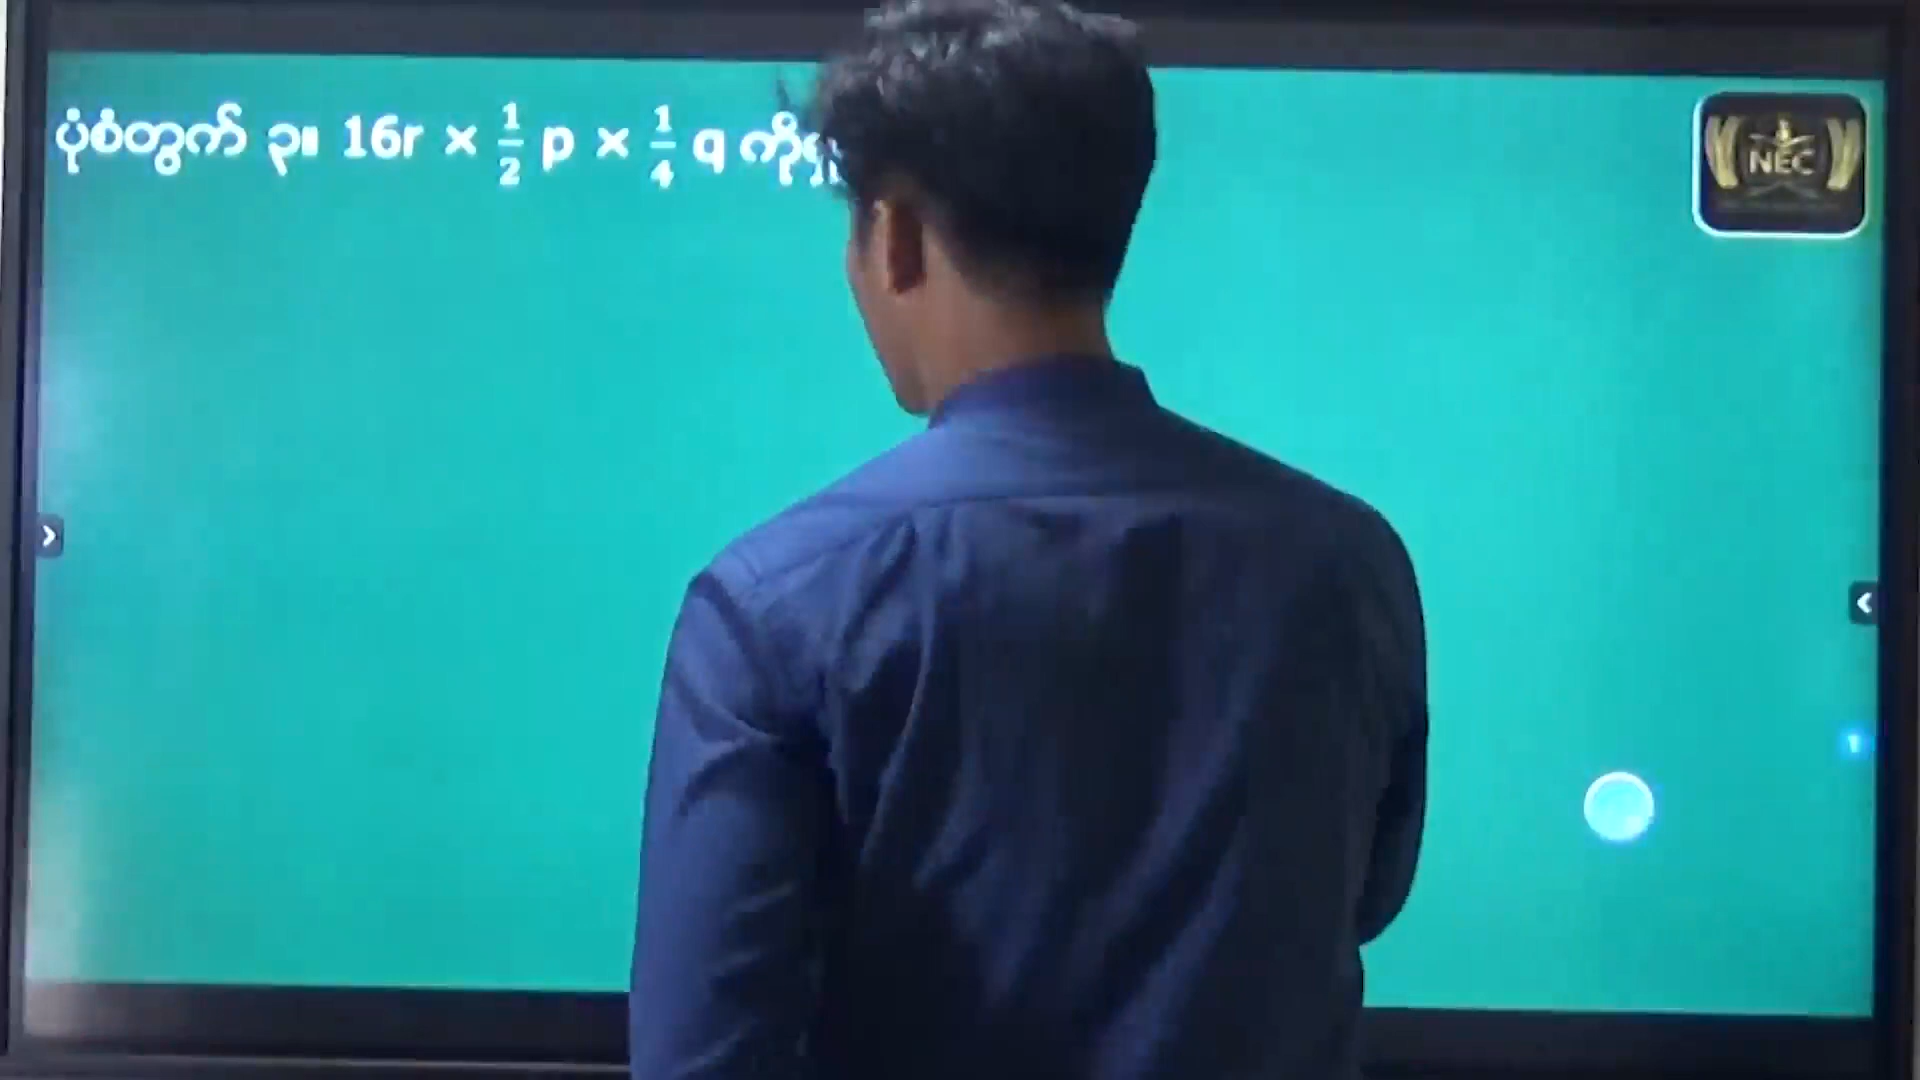 ပုံစံတွက် ၃။ 16r × 1/2 p × 1/4 q ကို
NEC